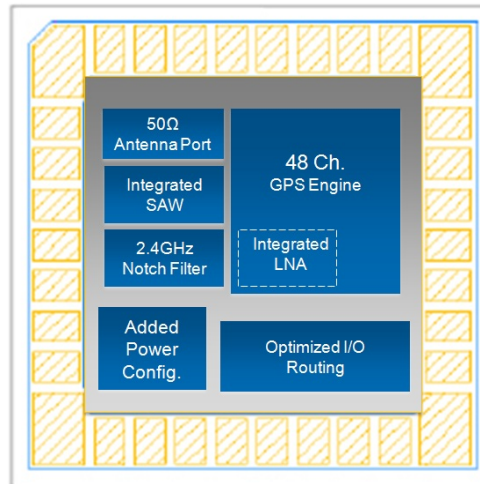 50Ω
Antenna Port
Integrated
SAW
2.4GHz
Notch Filter
48 Ch.
GPS Engine
Integrated
LNA
Added
Power
Config.
Optimized I/O
Routing